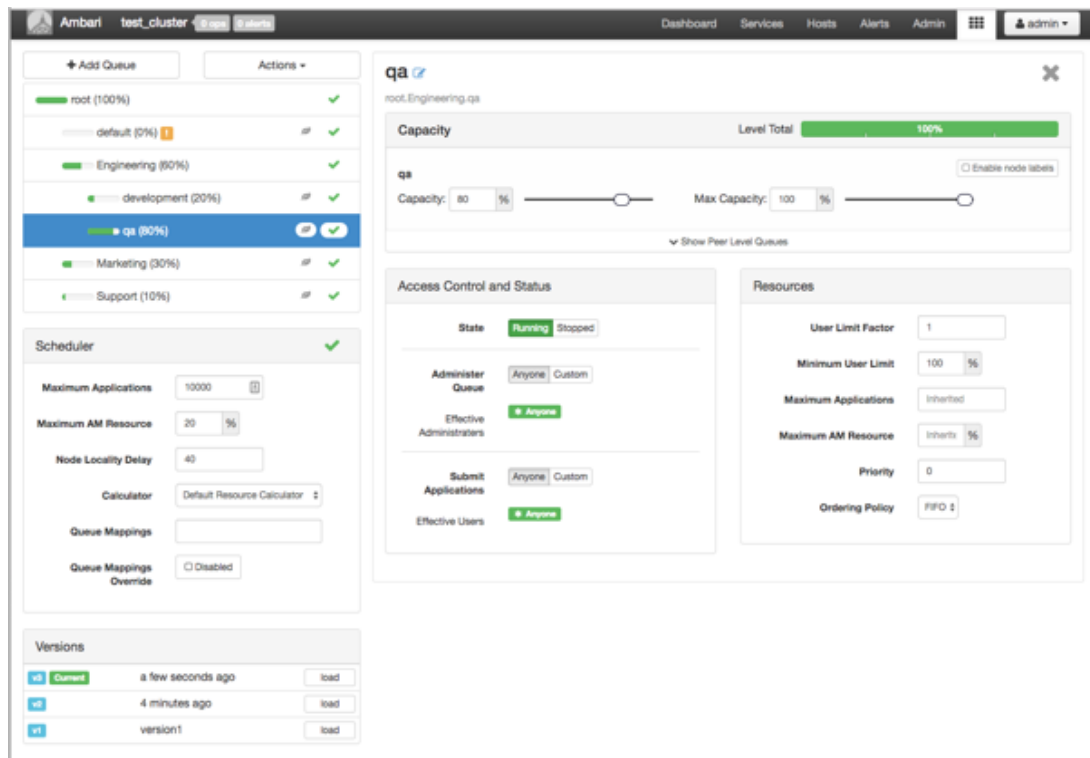 Ambari test_cluster 0 ops 0 alerts Dashboard Services Hosts Alerts Admin admin
Add Queue Actions
root (100%)
default (0%) !
Engineering (60%)
development (20%)
qa (80%)
Marketing (30%)
Support (10%)
Scheduler
Maximum Applications 10000
Maximum AM Resource 20 %
Node Locality Delay 40
Calculator Default Resource Calculator
Queue Mappings
Queue Mappings
Override
Disabled
Versions
v3 Current a few seconds ago load
v2 4 minutes ago load
v1 version1 load
qa
root.Engineering.qa
Capacity Level Total 100%
qa Enable node labels
Capacity: 80 % Max Capacity: 100 %
Show Peer Level Queues
Access Control and Status
State Running Stopped
Administer
Queue
Anyone Custom
Effective
Administraters
Anyone
Submit
Applications
Anyone Custom
Effective Users Anyone
Resources
User Limit Factor 1
Minimum User Limit 100 %
Maximum Applications Inherited
Maximum AM Resource %
Priority 0
Ordering Policy FIFO